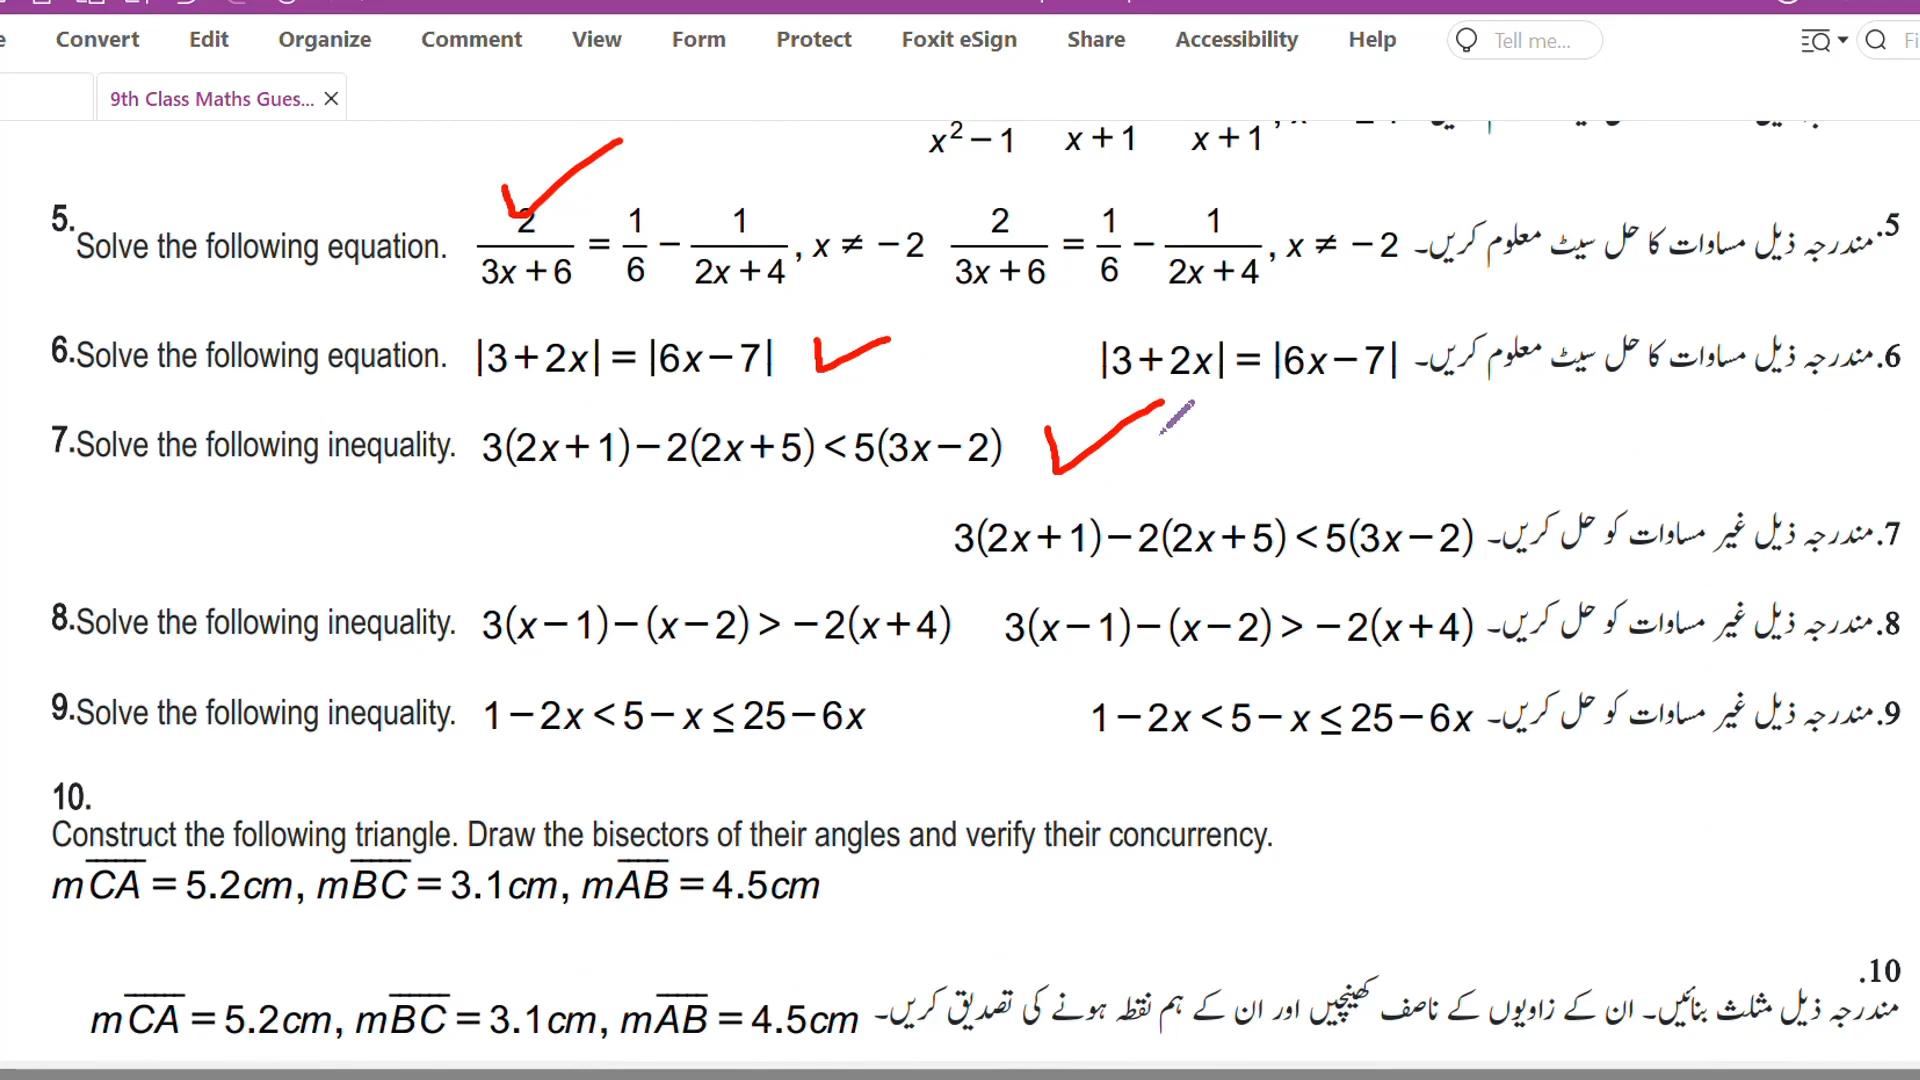 Convert Edit Organize Comment View Form Protect Foxit eSign Share Accessibility Help Tell me... Fi
9th Class Maths Gues...
x² − 1 x + 1 x + 1
5. Solve the following equation. 2/(3x + 6) = 1/6 − 1/(2x + 4), x ≠ −2 2/(3x + 6) = 1/6 − 1/(2x + 4), x ≠ −2 مندرجہ ذیل مساوات کا حل سیٹ معلوم کریں۔ .5
6. Solve the following equation. |3 + 2x| = |6x − 7| |3 + 2x| = |6x − 7| مندرجہ ذیل مساوات کا حل سیٹ معلوم کریں۔ .6
7. Solve the following inequality. 3(2x + 1) − 2(2x + 5) < 5(3x − 2)
3(2x + 1) − 2(2x + 5) < 5(3x − 2) مندرجہ ذیل غیر مساوات کو حل کریں۔ .7
8. Solve the following inequality. 3(x − 1) − (x − 2) > −2(x + 4) 3(x − 1) − (x − 2) > −2(x + 4) مندرجہ ذیل غیر مساوات کو حل کریں۔ .8
9. Solve the following inequality. 1 − 2x < 5 − x ≤ 25 − 6x 1 − 2x < 5 − x ≤ 25 − 6x مندرجہ ذیل غیر مساوات کو حل کریں۔ .9
10.
Construct the following triangle. Draw the bisectors of their angles and verify their concurrency.
mC̅A̅ = 5.2cm, mB̅C̅ = 3.1cm, mA̅B̅ = 4.5cm
.10
mC̅A̅ = 5.2cm, mB̅C̅ = 3.1cm, mA̅B̅ = 4.5cm مندرجہ ذیل مثلث بنائیں۔ ان کے زاویوں کے ناصف کھینچیں اور ان کے ہم نقطہ ہونے کی تصدیق کریں۔